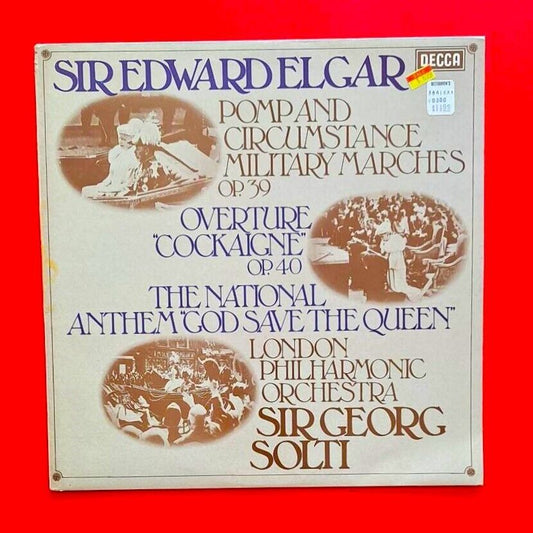 SIR EDWARD ELGAR
DECCA
POMP AND
CIRCUMSTANCE
MILITARY MARCHES
OP. 39
OVERTURE
"COCKAIGNE"
OP. 40
THE NATIONAL
ANTHEM "GOD SAVE THE QUEEN"
LONDON
PHILHARMONIC
ORCHESTRA
SIR GEORG
SOLTI